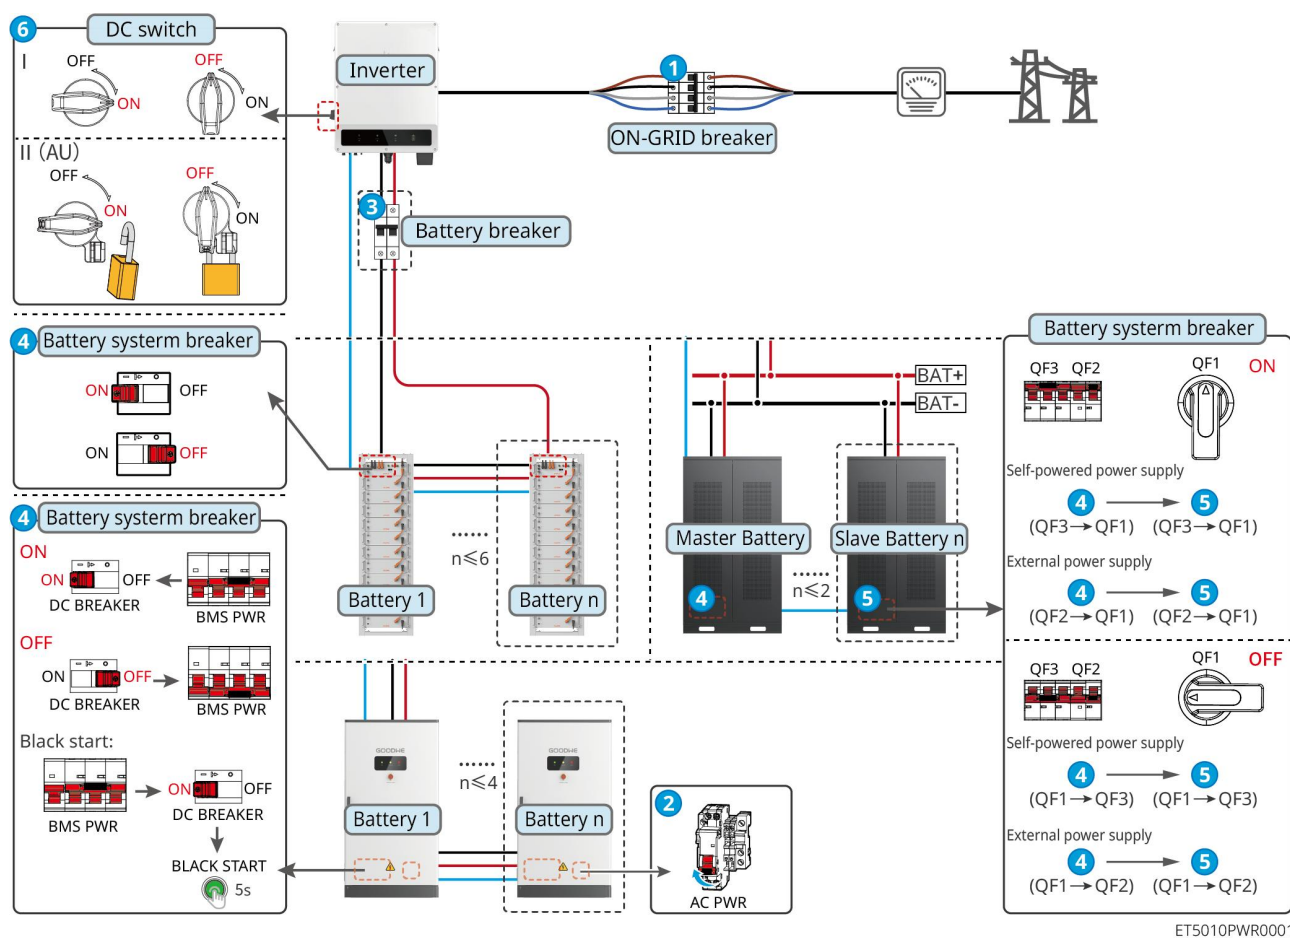 6 DC switch
I
OFF
ON
OFF
ON
II (AU)
OFF
ON
OFF
ON
Inverter
1
ON-GRID breaker
3
Battery breaker
4 Battery systerm breaker
ON OFF
ON OFF
4 Battery systerm breaker
ON
ON OFF
DC BREAKER
BMS PWR
OFF
ON OFF
DC BREAKER
BMS PWR
Black start:
BMS PWR
ON OFF
DC BREAKER
BLACK START
5s
......
n≤6
Battery 1
Battery n
BAT+
BAT-
Master Battery
Slave Battery n
......
n≤2
4
5
GOODWE
GOODWE
......
n≤4
Battery 1
Battery n
2
AC PWR
Battery systerm breaker
QF3 QF2
QF1
ON
Self-powered power supply
4 → 5
(QF3→QF1) (QF3→QF1)
External power supply
4 → 5
(QF2→QF1) (QF2→QF1)
QF3 QF2
QF1
OFF
Self-powered power supply
4 → 5
(QF1→QF3) (QF1→QF3)
External power supply
4 → 5
(QF1→QF2) (QF1→QF2)
ET5010PWR0001